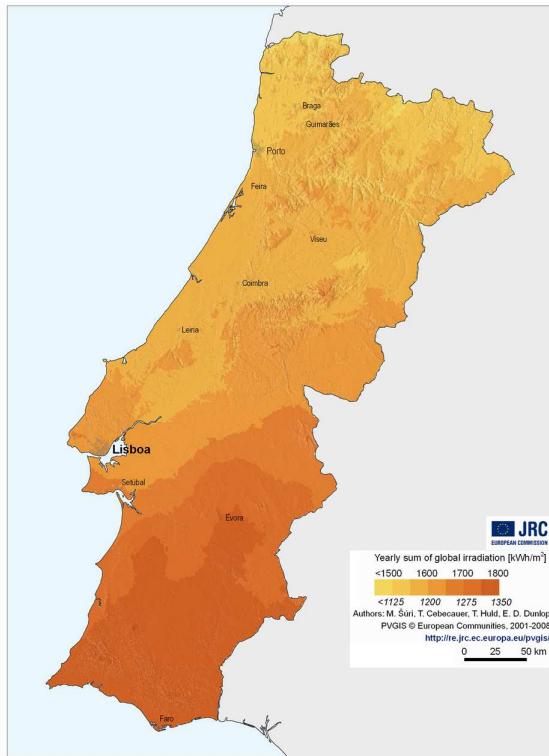 Braga
Guimarães
Porto
Feira
Viseu
Coimbra
Leiria
Lisboa
Setúbal
Évora
Faro
JRC
EUROPEAN COMMISSION
Yearly sum of global irradiation [kWh/m²]
<1500 1600 1700 1800
<1125 1200 1275 1350
Authors: M. Šúri, T. Cebecauer, T. Huld, E. D. Dunlop
PVGIS © European Communities, 2001-2008
http://re.jrc.ec.europa.eu/pvgis/
0 25 50 km